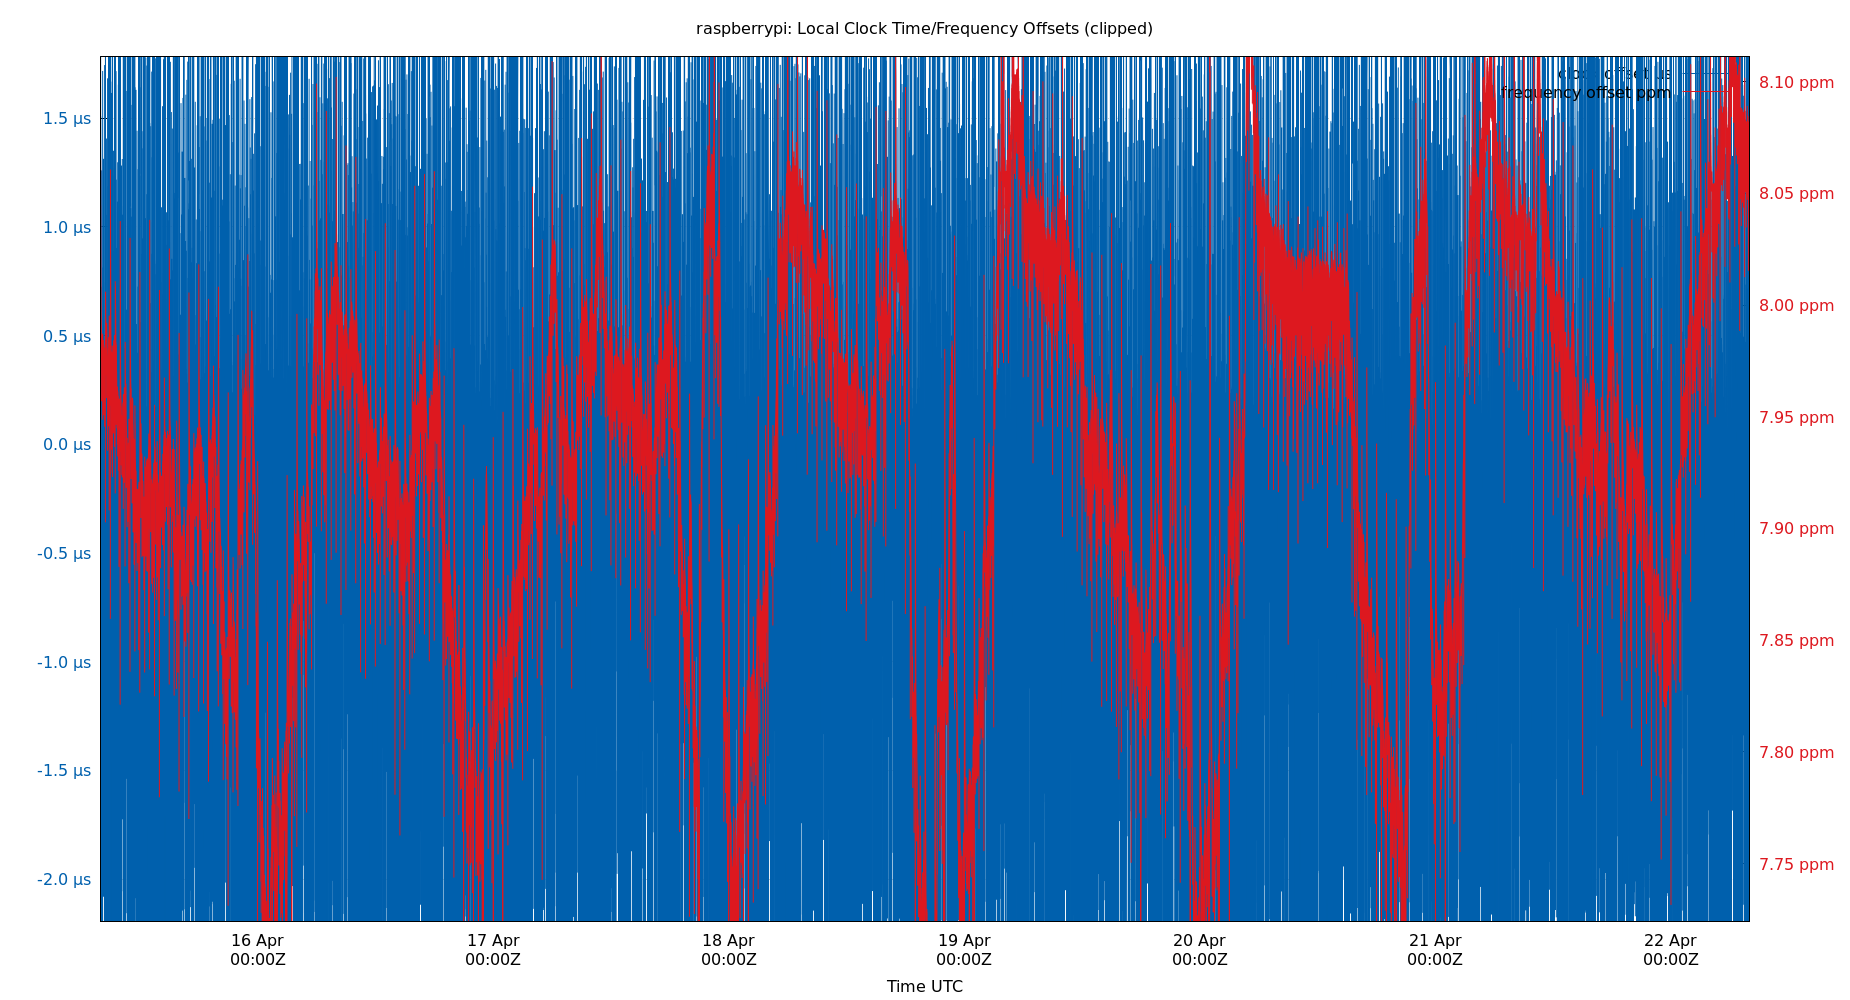 raspberrypi: Local Clock Time/Frequency Offsets (clipped)
clock offset µs
frequency offset ppm
1.5 µs
1.0 µs
0.5 µs
0.0 µs
-0.5 µs
-1.0 µs
-1.5 µs
-2.0 µs
8.10 ppm
8.05 ppm
8.00 ppm
7.95 ppm
7.90 ppm
7.85 ppm
7.80 ppm
7.75 ppm
16 Apr
00:00Z
17 Apr
00:00Z
18 Apr
00:00Z
19 Apr
00:00Z
20 Apr
00:00Z
21 Apr
00:00Z
22 Apr
00:00Z
Time UTC